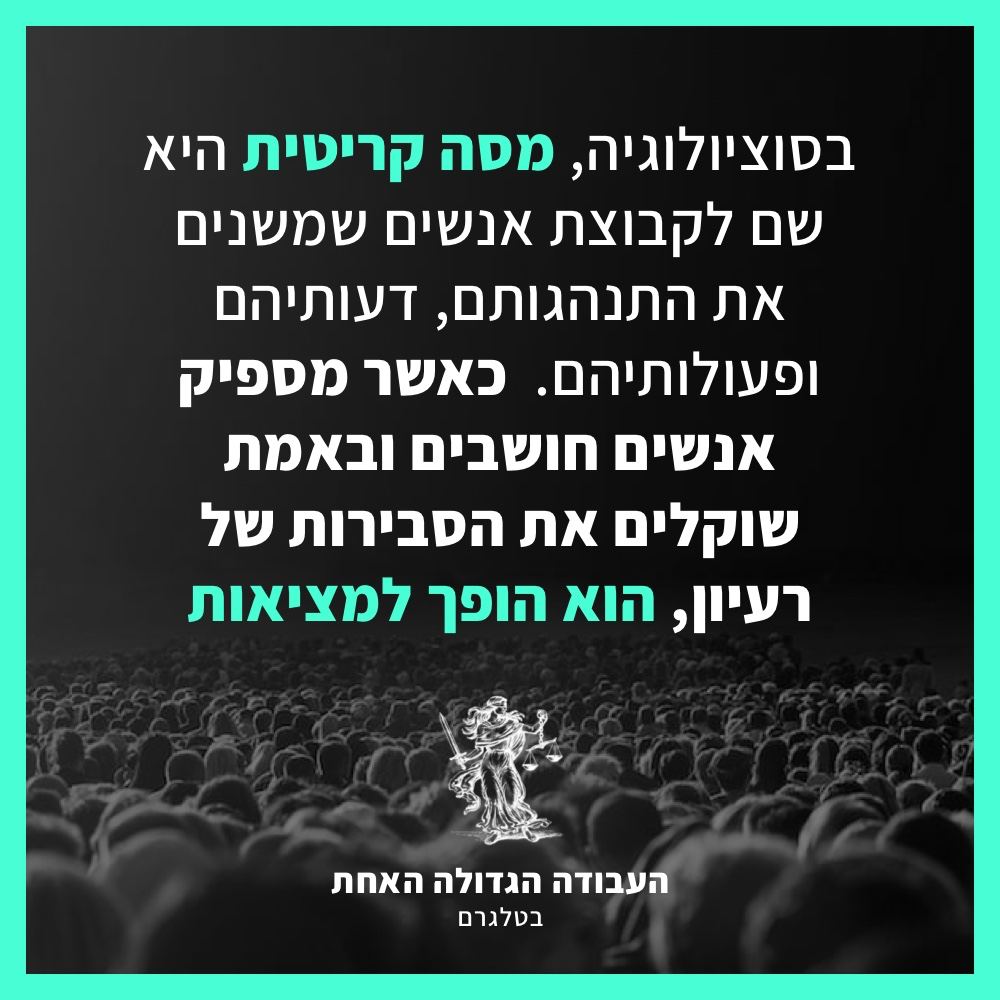 בסוציולוגיה, מסה קריטית היא
שם לקבוצת אנשים שמשנים
את התנהגותם, דעותיהם
ופעולותיהם. כאשר מספיק
אנשים חושבים ובאמת
שוקלים את הסבירות של
רעיון, הוא הופך למציאות
העבודה הגדולה האחת
בטלגרם